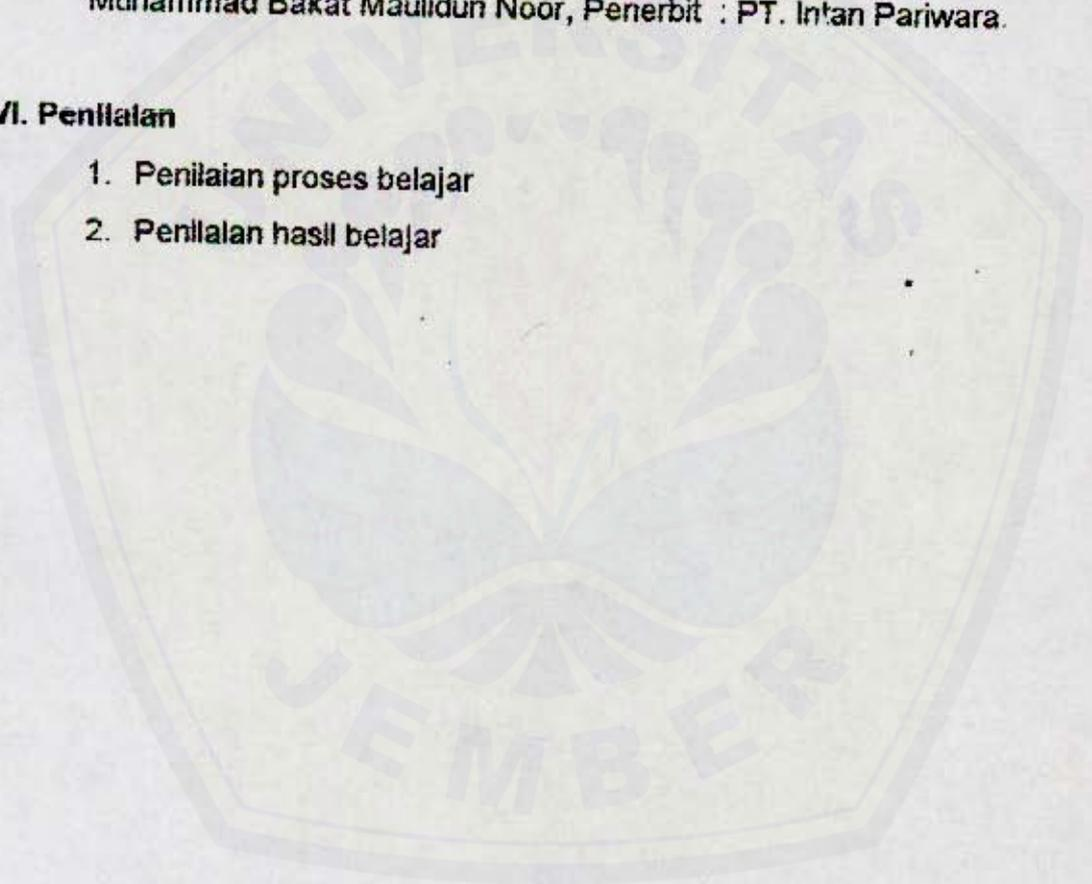 Muhammad Bakat Maulidun Noor, Penerbit : PT. Intan Pariwara.
VI. Penilaian
1. Penilaian proses belajar
2. Penilaian hasil belajar
UNIVERSITAS
JEMBER